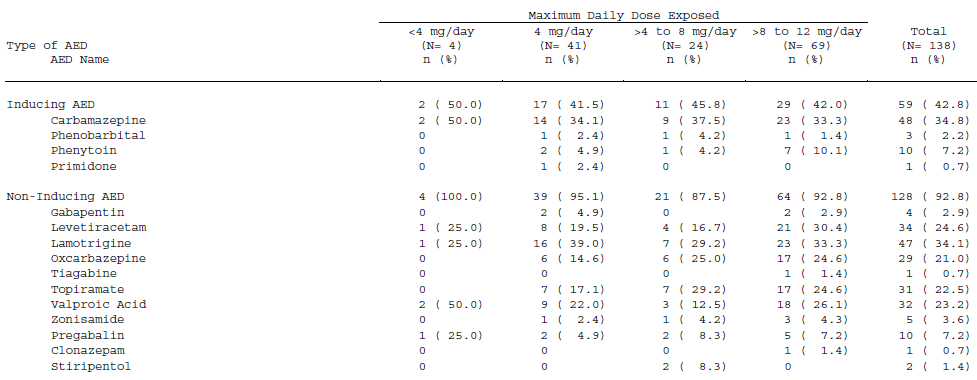 Maximum Daily Dose Exposed
<4 mg/day 4 mg/day >4 to 8 mg/day >8 to 12 mg/day Total
Type of AED (N= 4) (N= 41) (N= 24) (N= 69) (N= 138)
AED Name n (%) n (%) n (%) n (%) n (%)
Inducing AED 2 ( 50.0) 17 ( 41.5) 11 ( 45.8) 29 ( 42.0) 59 ( 42.8)
Carbamazepine 2 ( 50.0) 14 ( 34.1) 9 ( 37.5) 23 ( 33.3) 48 ( 34.8)
Phenobarbital 0 1 ( 2.4) 1 ( 4.2) 1 ( 1.4) 3 ( 2.2)
Phenytoin 0 2 ( 4.9) 1 ( 4.2) 7 ( 10.1) 10 ( 7.2)
Primidone 0 1 ( 2.4) 0 0 1 ( 0.7)
Non-Inducing AED 4 (100.0) 39 ( 95.1) 21 ( 87.5) 64 ( 92.8) 128 ( 92.8)
Gabapentin 0 2 ( 4.9) 0 2 ( 2.9) 4 ( 2.9)
Levetiracetam 1 ( 25.0) 8 ( 19.5) 4 ( 16.7) 21 ( 30.4) 34 ( 24.6)
Lamotrigine 1 ( 25.0) 16 ( 39.0) 7 ( 29.2) 23 ( 33.3) 47 ( 34.1)
Oxcarbazepine 0 6 ( 14.6) 6 ( 25.0) 17 ( 24.6) 29 ( 21.0)
Tiagabine 0 0 0 1 ( 1.4) 1 ( 0.7)
Topiramate 0 7 ( 17.1) 7 ( 29.2) 17 ( 24.6) 31 ( 22.5)
Valproic Acid 2 ( 50.0) 9 ( 22.0) 3 ( 12.5) 18 ( 26.1) 32 ( 23.2)
Zonisamide 0 1 ( 2.4) 1 ( 4.2) 3 ( 4.3) 5 ( 3.6)
Pregabalin 1 ( 25.0) 2 ( 4.9) 2 ( 8.3) 5 ( 7.2) 10 ( 7.2)
Clonazepam 0 0 0 1 ( 1.4) 1 ( 0.7)
Stiripentol 0 0 2 ( 8.3) 0 2 ( 1.4)